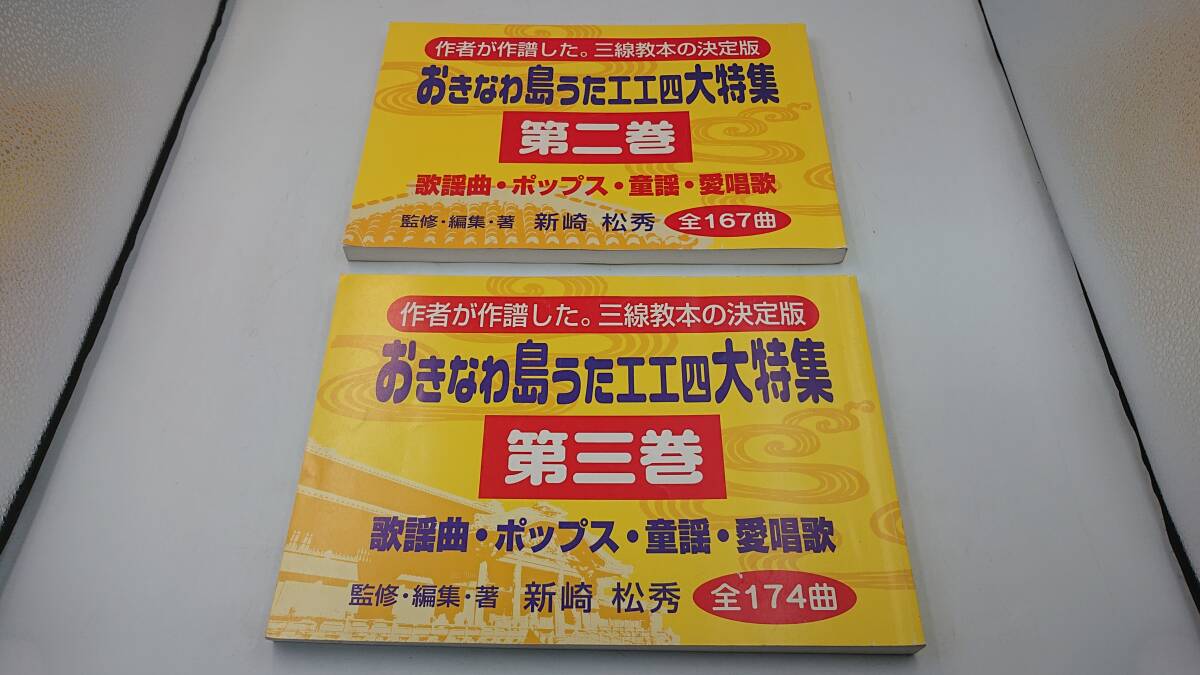 作者が作譜した。三線教本の決定版
おきなわ島うた工工四大特集
第二巻
歌謡曲・ポップス・童謡・愛唱歌
監修・編集・著 新崎 松秀 全167曲
作者が作譜した。三線教本の決定版
おきなわ島うた工工四大特集
第三巻
歌謡曲・ポップス・童謡・愛唱歌
監修・編集・著 新崎 松秀 全174曲